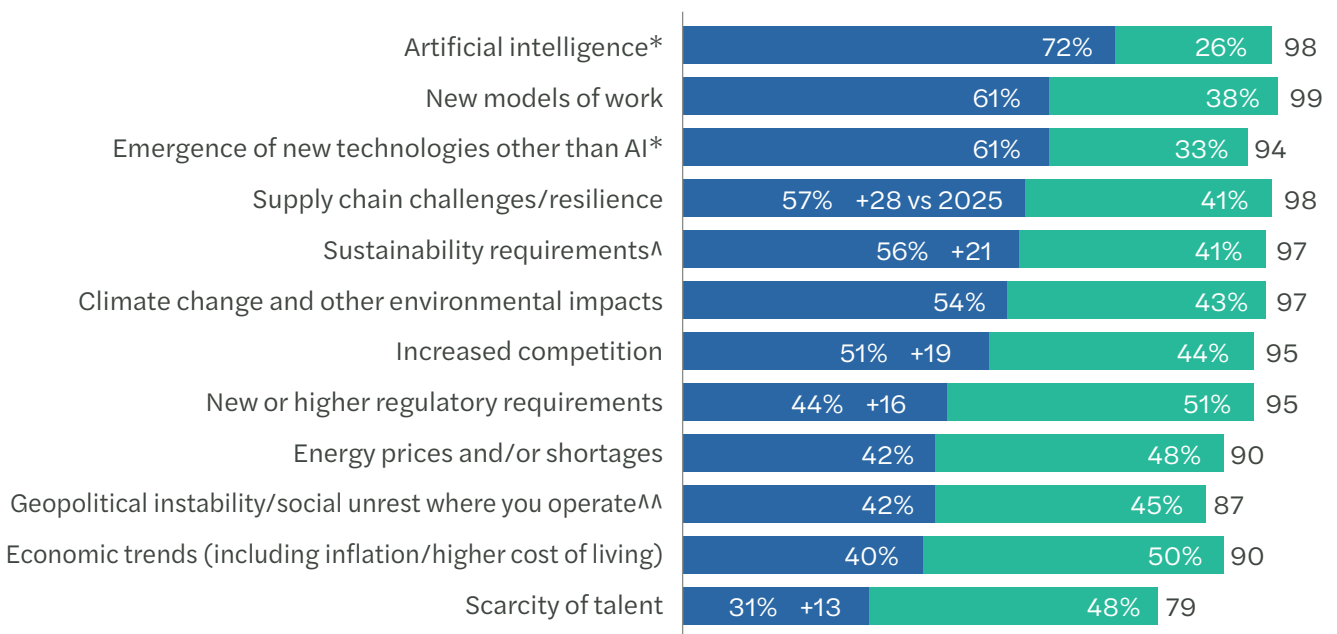 Artificial intelligence* 72% 26% 98
New models of work 61% 38% 99
Emergence of new technologies other than AI* 61% 33% 94
Supply chain challenges/resilience 57% +28 vs 2025 41% 98
Sustainability requirements^ 56% +21 41% 97
Climate change and other environmental impacts 54% 43% 97
Increased competition 51% +19 44% 95
New or higher regulatory requirements 44% +16 51% 95
Energy prices and/or shortages 42% 48% 90
Geopolitical instability/social unrest where you operate^^ 42% 45% 87
Economic trends (including inflation/higher cost of living) 40% 50% 90
Scarcity of talent 31% +13 48% 79